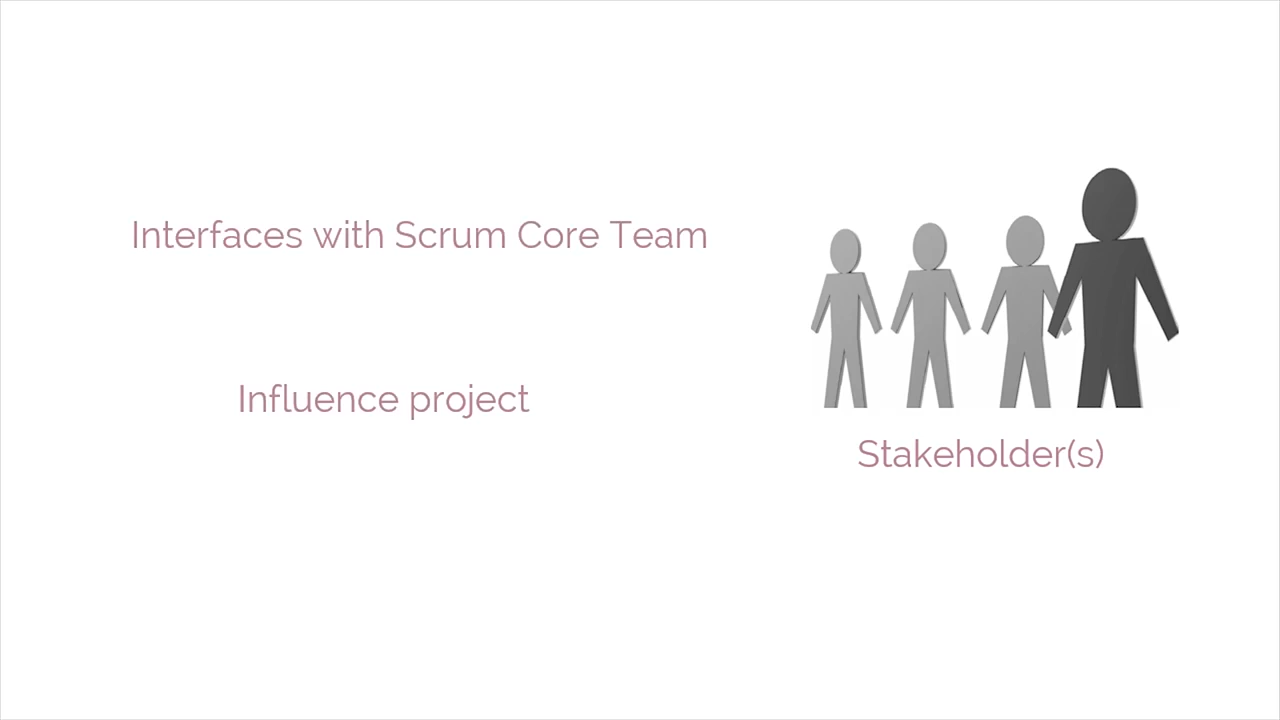 Interfaces with Scrum Core Team
Influence project
Stakeholder(s)